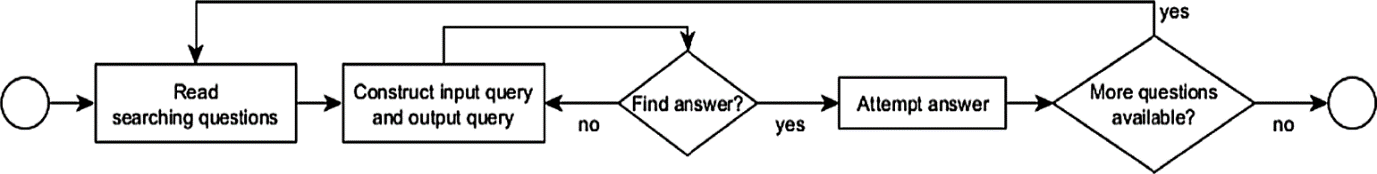 yes
Read
searching questions
Construct input query
and output query
Find answer?
no
yes
Attempt answer
More questions
available?
no